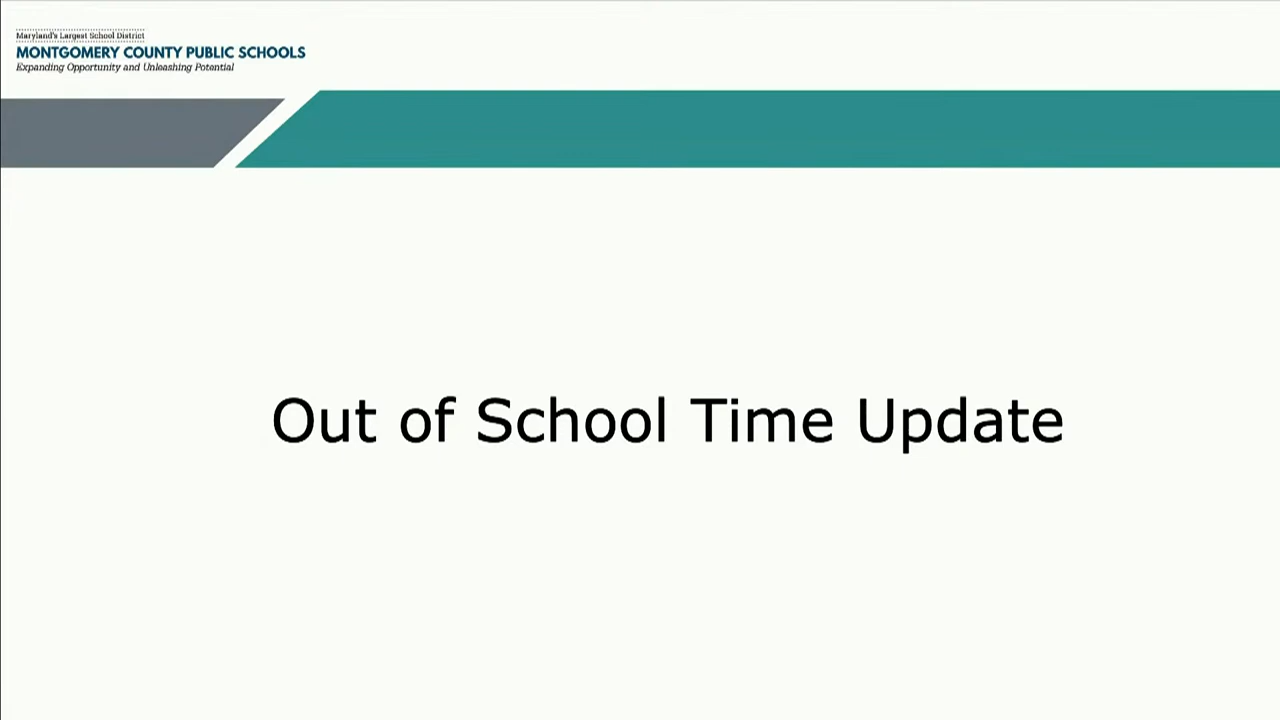 Maryland's Largest School District
MONTGOMERY COUNTY PUBLIC SCHOOLS
Expanding Opportunity and Unleashing Potential
Out of School Time Update